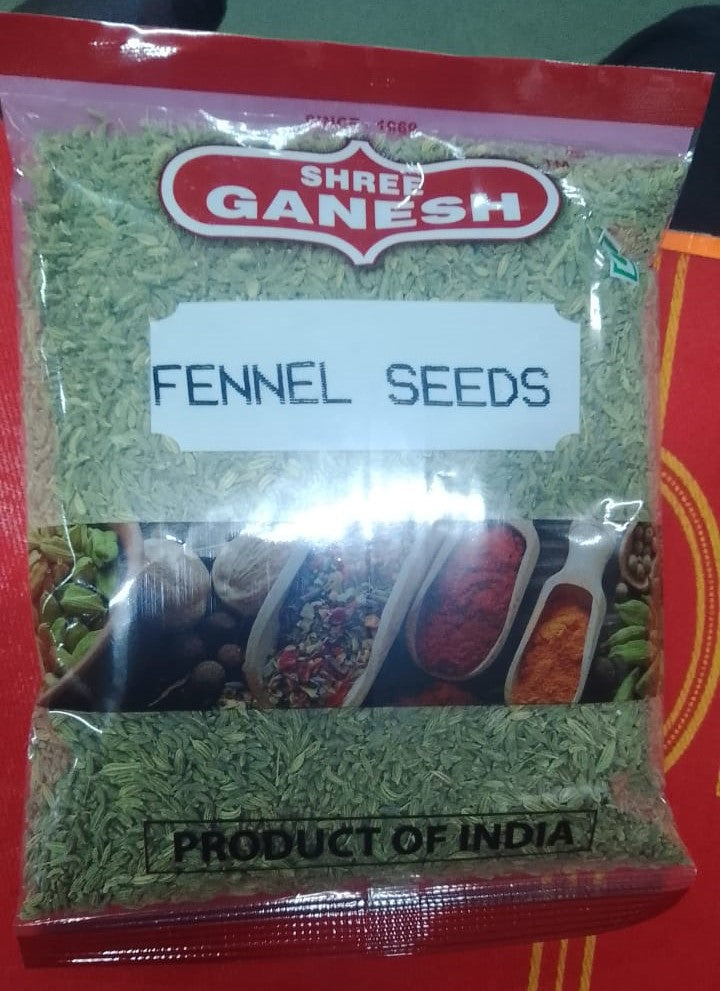 SINCE - 1969
SHREE
GANESH
FENNEL SEEDS
PRODUCT OF INDIA